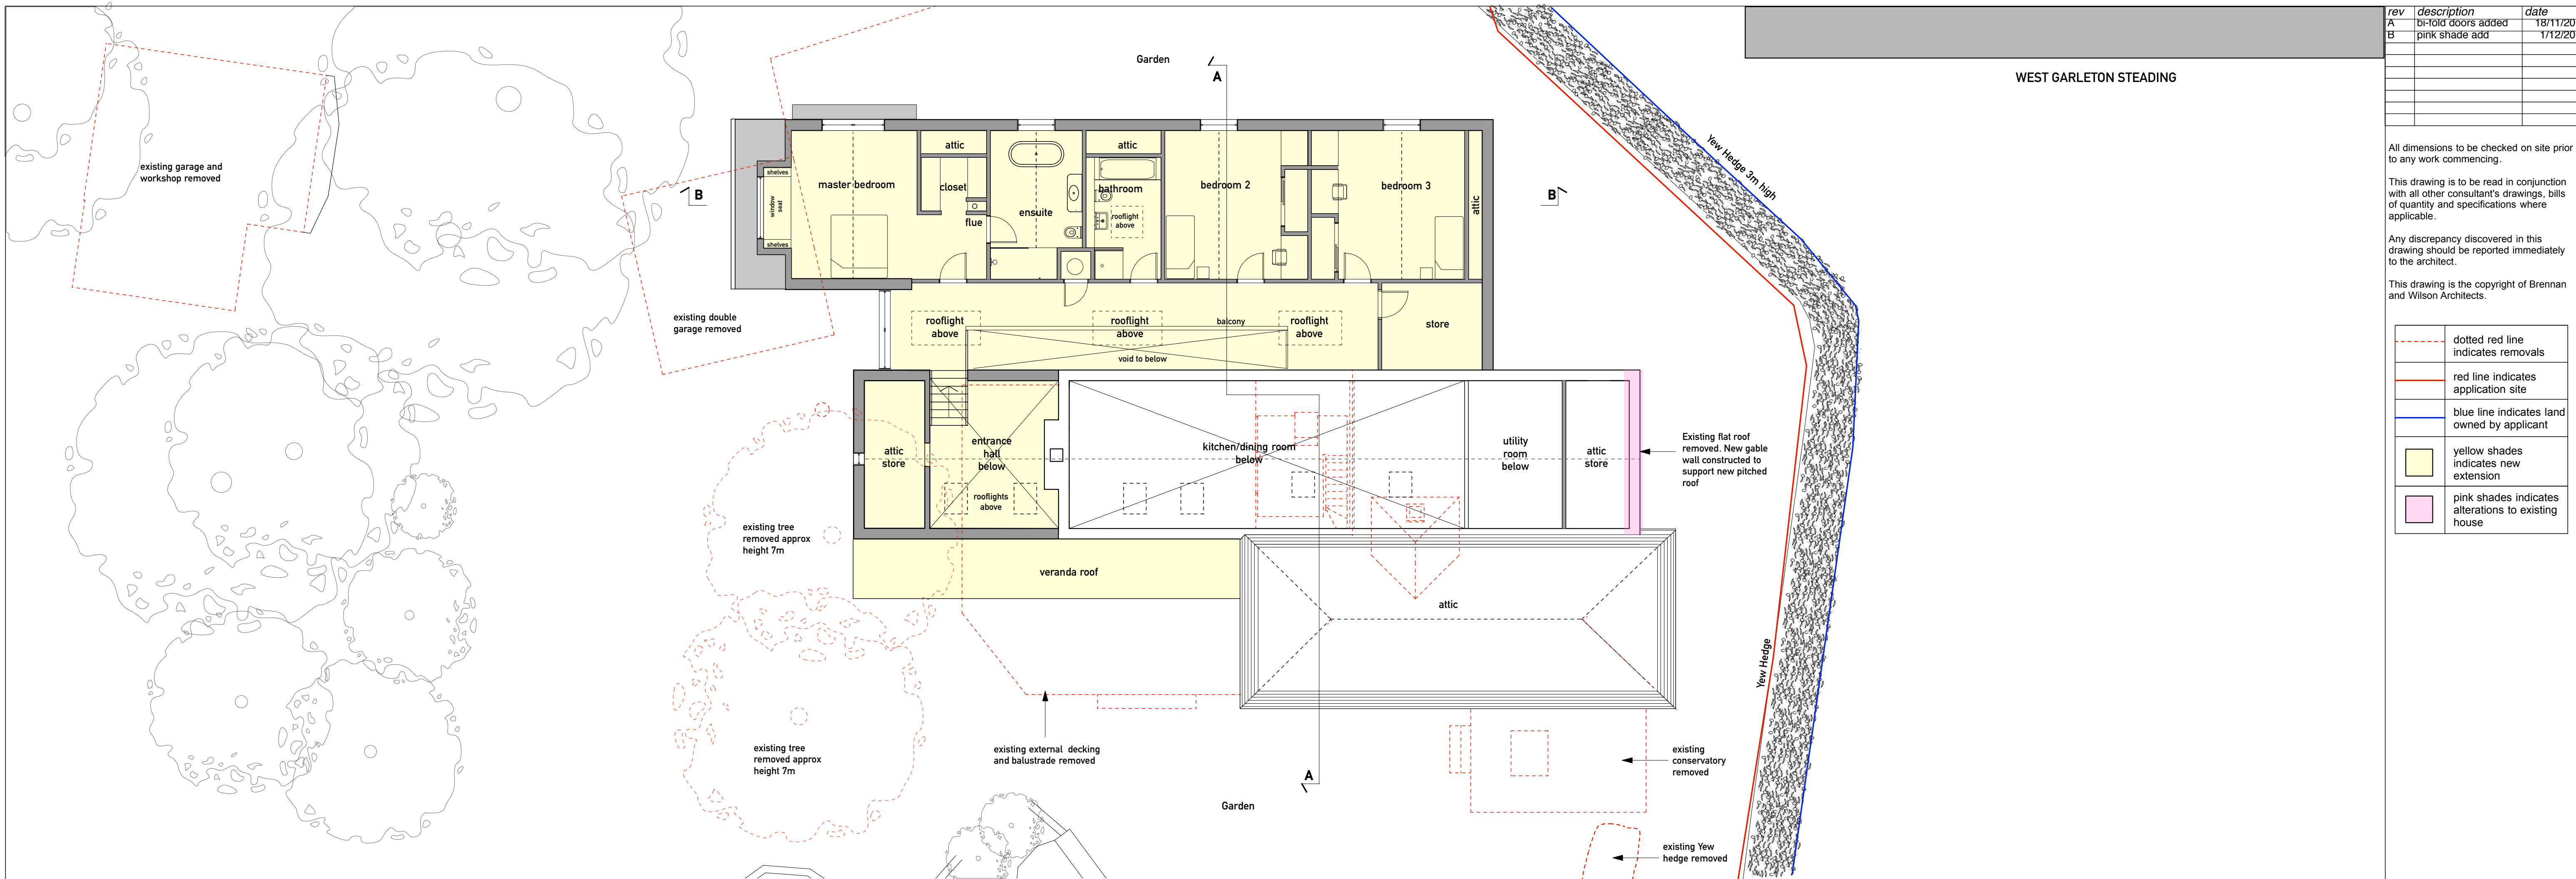 Garden
A
WEST GARLETON STEADING
existing garage and
workshop removed
Yew Hedge 3m high
attic
attic
shelves
master bedroom
closet
bathroom
bedroom 2
bedroom 3
B
B
window
seat
ensuite
rooflight
above
attic
flue
shelves
existing double
garage removed
rooflight
above
rooflight
above
balcony
rooflight
above
store
void to below
attic
store
entrance
hall
below
kitchen/dining room
below
utility
room
below
attic
store
Existing flat roof
removed. New gable
wall constructed to
support new pitched
roof
rooflights
above
existing tree
removed approx
height 7m
veranda roof
attic
Yew Hedge
existing tree
removed approx
height 7m
existing external decking
and balustrade removed
existing
conservatory
removed
A
Garden
existing Yew
hedge removed
rev description date
A bi-fold doors added 18/11/20
B pink shade add 1/12/20
All dimensions to be checked on site prior
to any work commencing.
This drawing is to be read in conjunction
with all other consultant's drawings, bills
of quantity and specifications where
applicable.
Any discrepancy discovered in this
drawing should be reported immediately
to the architect.
This drawing is the copyright of Brennan
and Wilson Architects.
dotted red line
indicates removals
red line indicates
application site
blue line indicates land
owned by applicant
yellow shades
indicates new
extension
pink shades indicates
alterations to existing
house